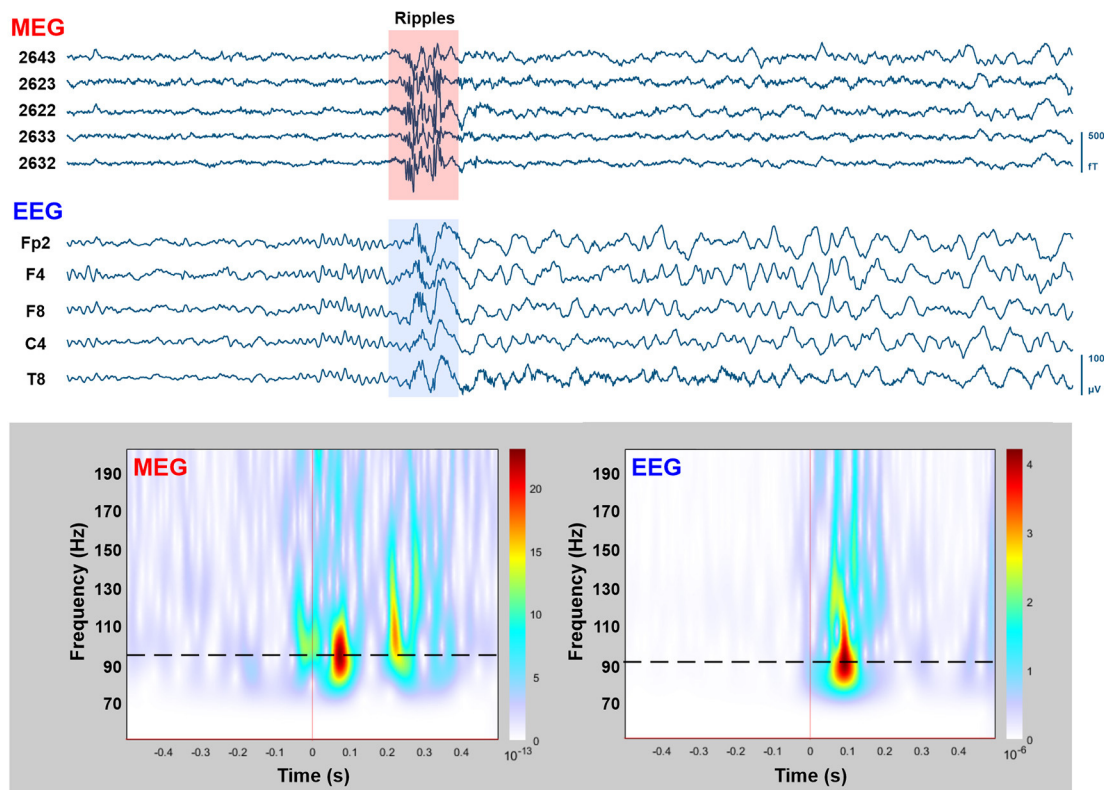 MEG
Ripples
2643
2623
2622
2633
2632
500
fT
EEG
Fp2
F4
F8
C4
T8
100
µV
MEG
Frequency (Hz)
190
170
150
130
110
90
70
-0.4 -0.3 -0.2 -0.1 0 0.1 0.2 0.3 0.4
Time (s)
20
15
10
5
0
10^-13
EEG
Frequency (Hz)
190
170
150
130
110
90
70
-0.4 -0.3 -0.2 -0.1 0 0.1 0.2 0.3 0.4
Time (s)
4
3
2
1
0
10^-6